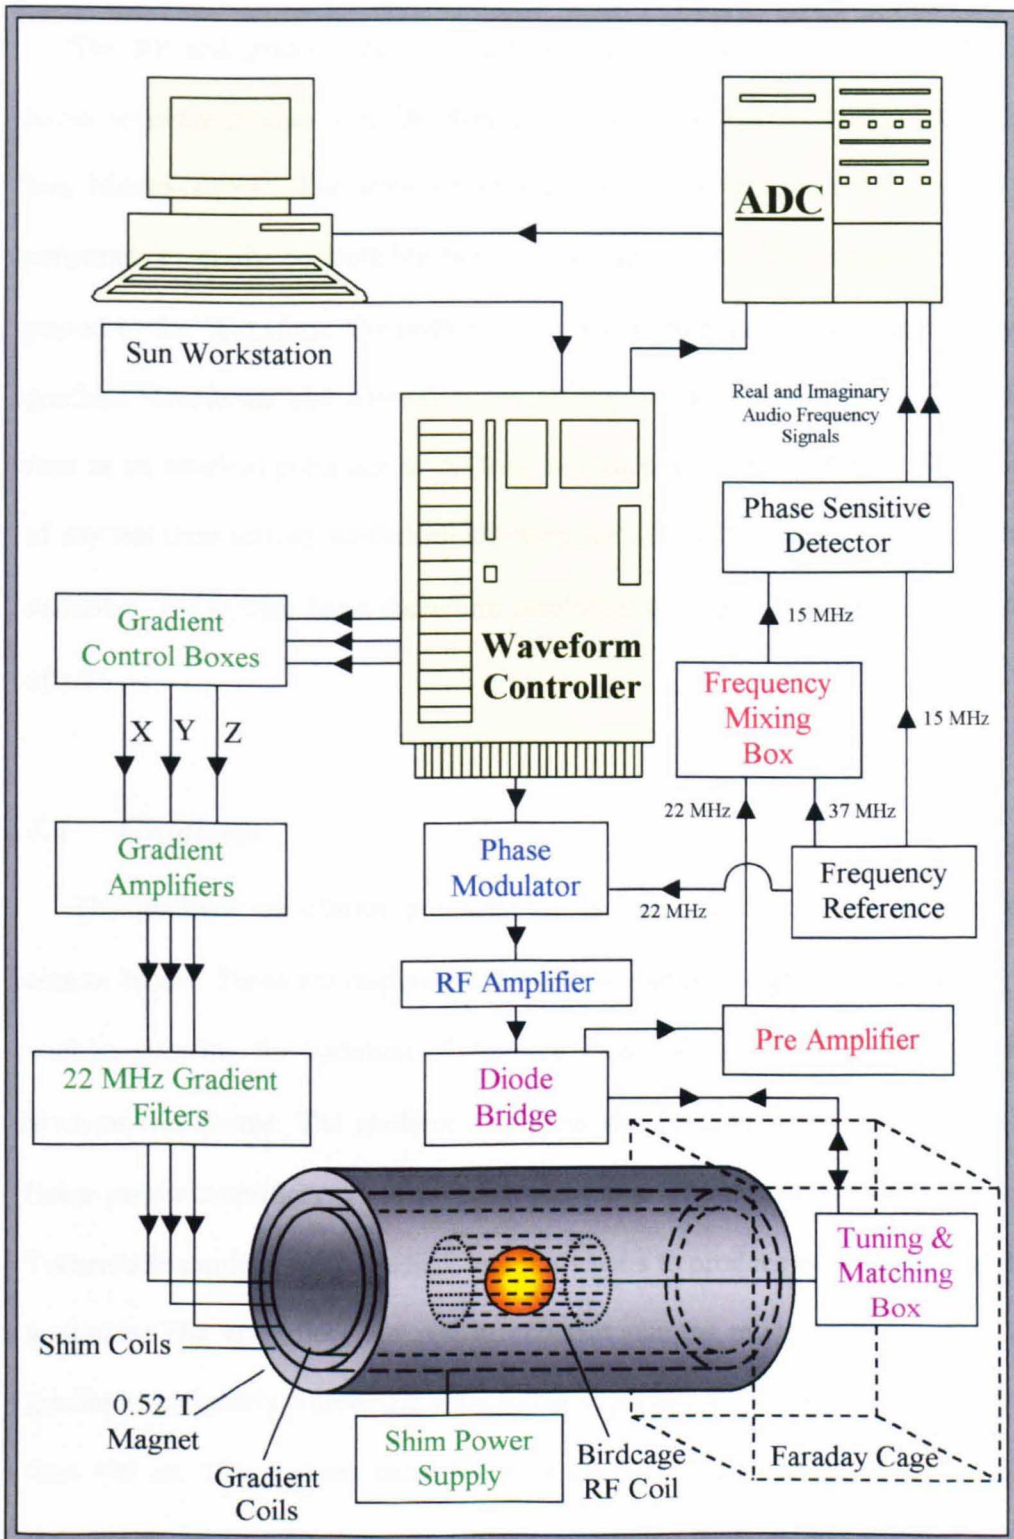 ADC
Sun Workstation
Real and Imaginary
Audio Frequency
Signals
Phase Sensitive
Detector
15 MHz
Gradient
Control Boxes
Waveform
Controller
Frequency
Mixing
Box
15 MHz
X Y Z
22 MHz
37 MHz
Gradient
Amplifiers
Phase
Modulator
22 MHz
Frequency
Reference
RF Amplifier
Pre Amplifier
22 MHz Gradient
Filters
Diode
Bridge
Tuning &
Matching
Box
Shim Coils
0.52 T.
Magnet
Gradient
Coils
Shim Power
Supply
Birdcage
RF Coil
Faraday Cage